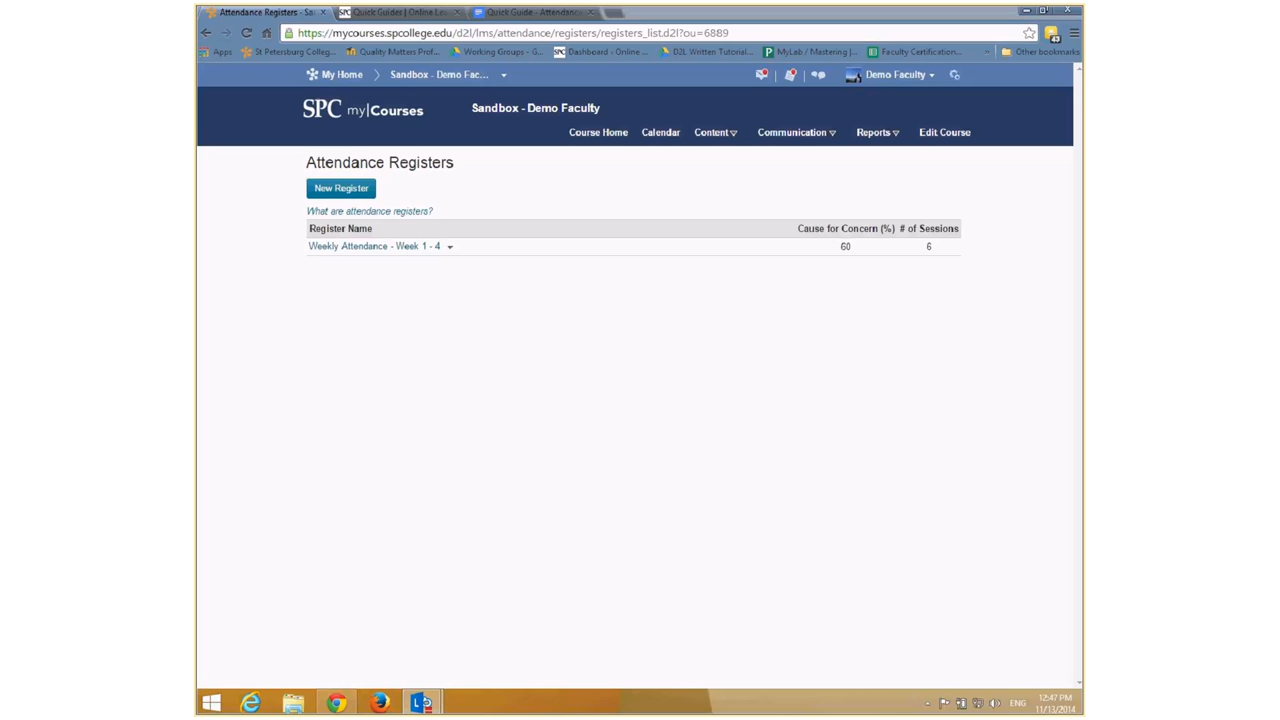 Attendance Registers - Sa
Quick Guides | Online Le
Quick Guide - Attendanc
https://mycourses.spcollege.edu/d2l/lms/attendance/registers/registers_list.d2l?ou=6889
Apps
St Petersburg Colleg...
Quality Matters Prof...
Working Groups - G...
SPC Dashboard - Online ...
D2L Written Tutorial...
MyLab / Mastering |...
Faculty Certification...
Other bookmarks
My Home
Sandbox - Demo Fac...
Demo Faculty
SPC my|Courses
Sandbox - Demo Faculty
Course Home
Calendar
Content
Communication
Reports
Edit Course
Attendance Registers
New Register
What are attendance registers?
Register Name Cause for Concern (%) # of Sessions
Weekly Attendance - Week 1 - 4 60 6
ENG
12:47 PM
11/13/2014